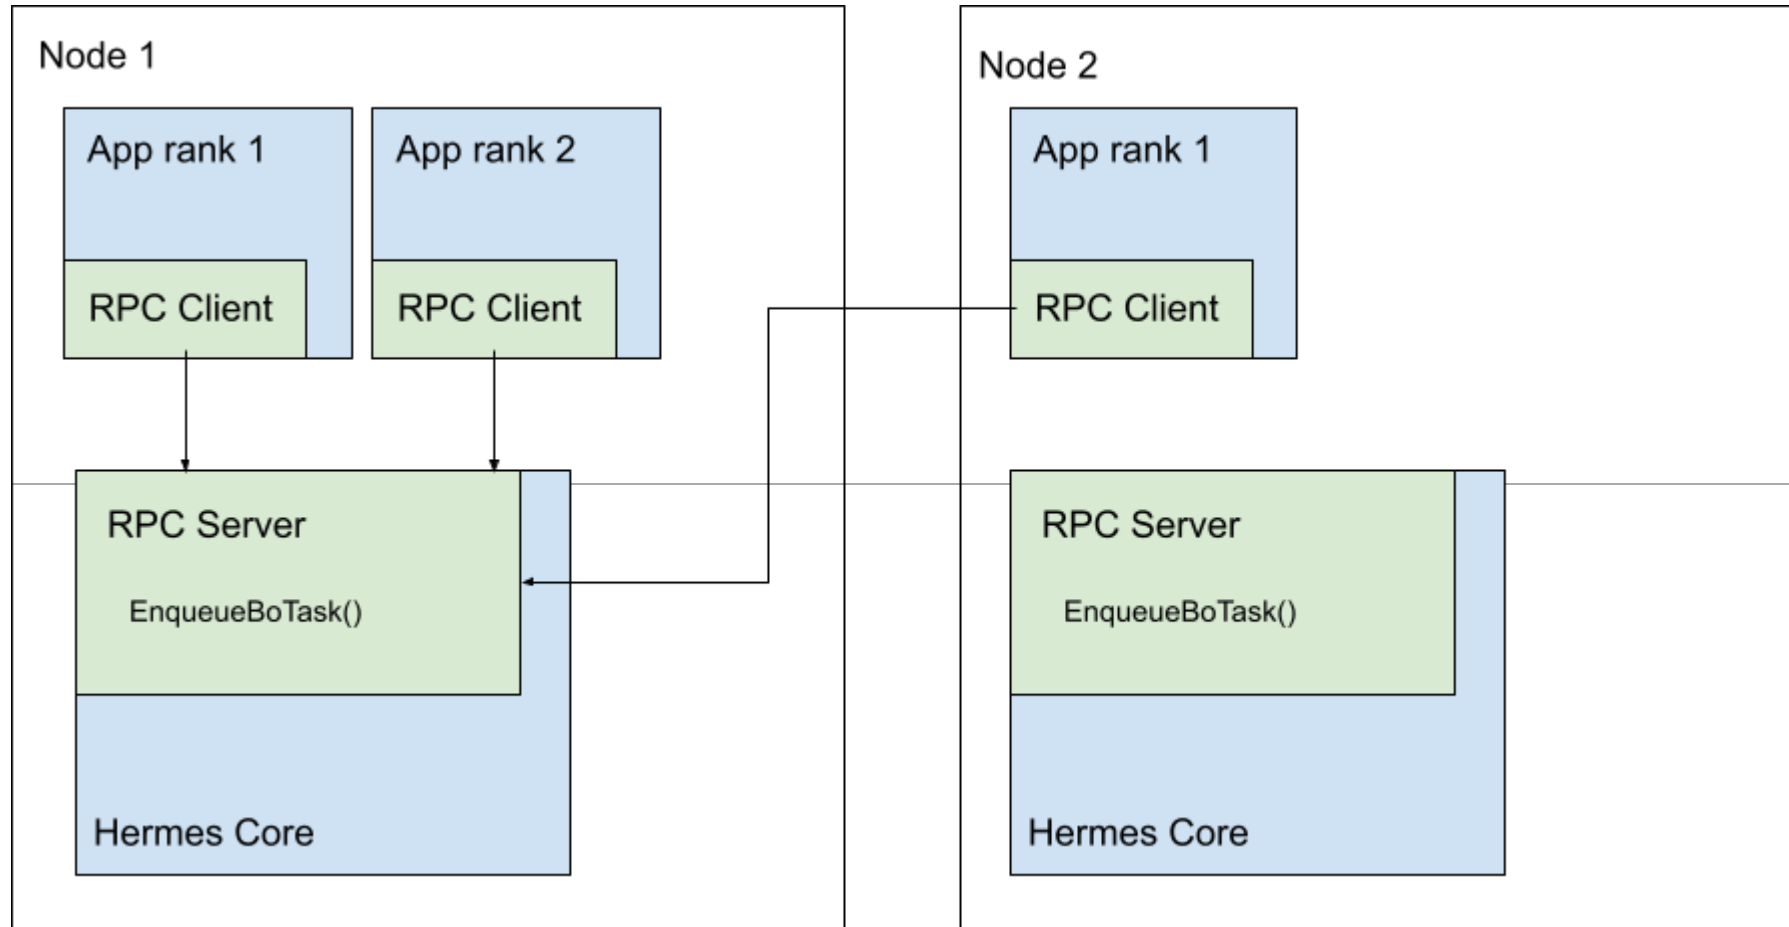 Node 1
App rank 1
App rank 2
RPC Client
RPC Client
RPC Server
EnqueueBoTask()
Hermes Core
Node 2
App rank 1
RPC Client
RPC Server
EnqueueBoTask()
Hermes Core